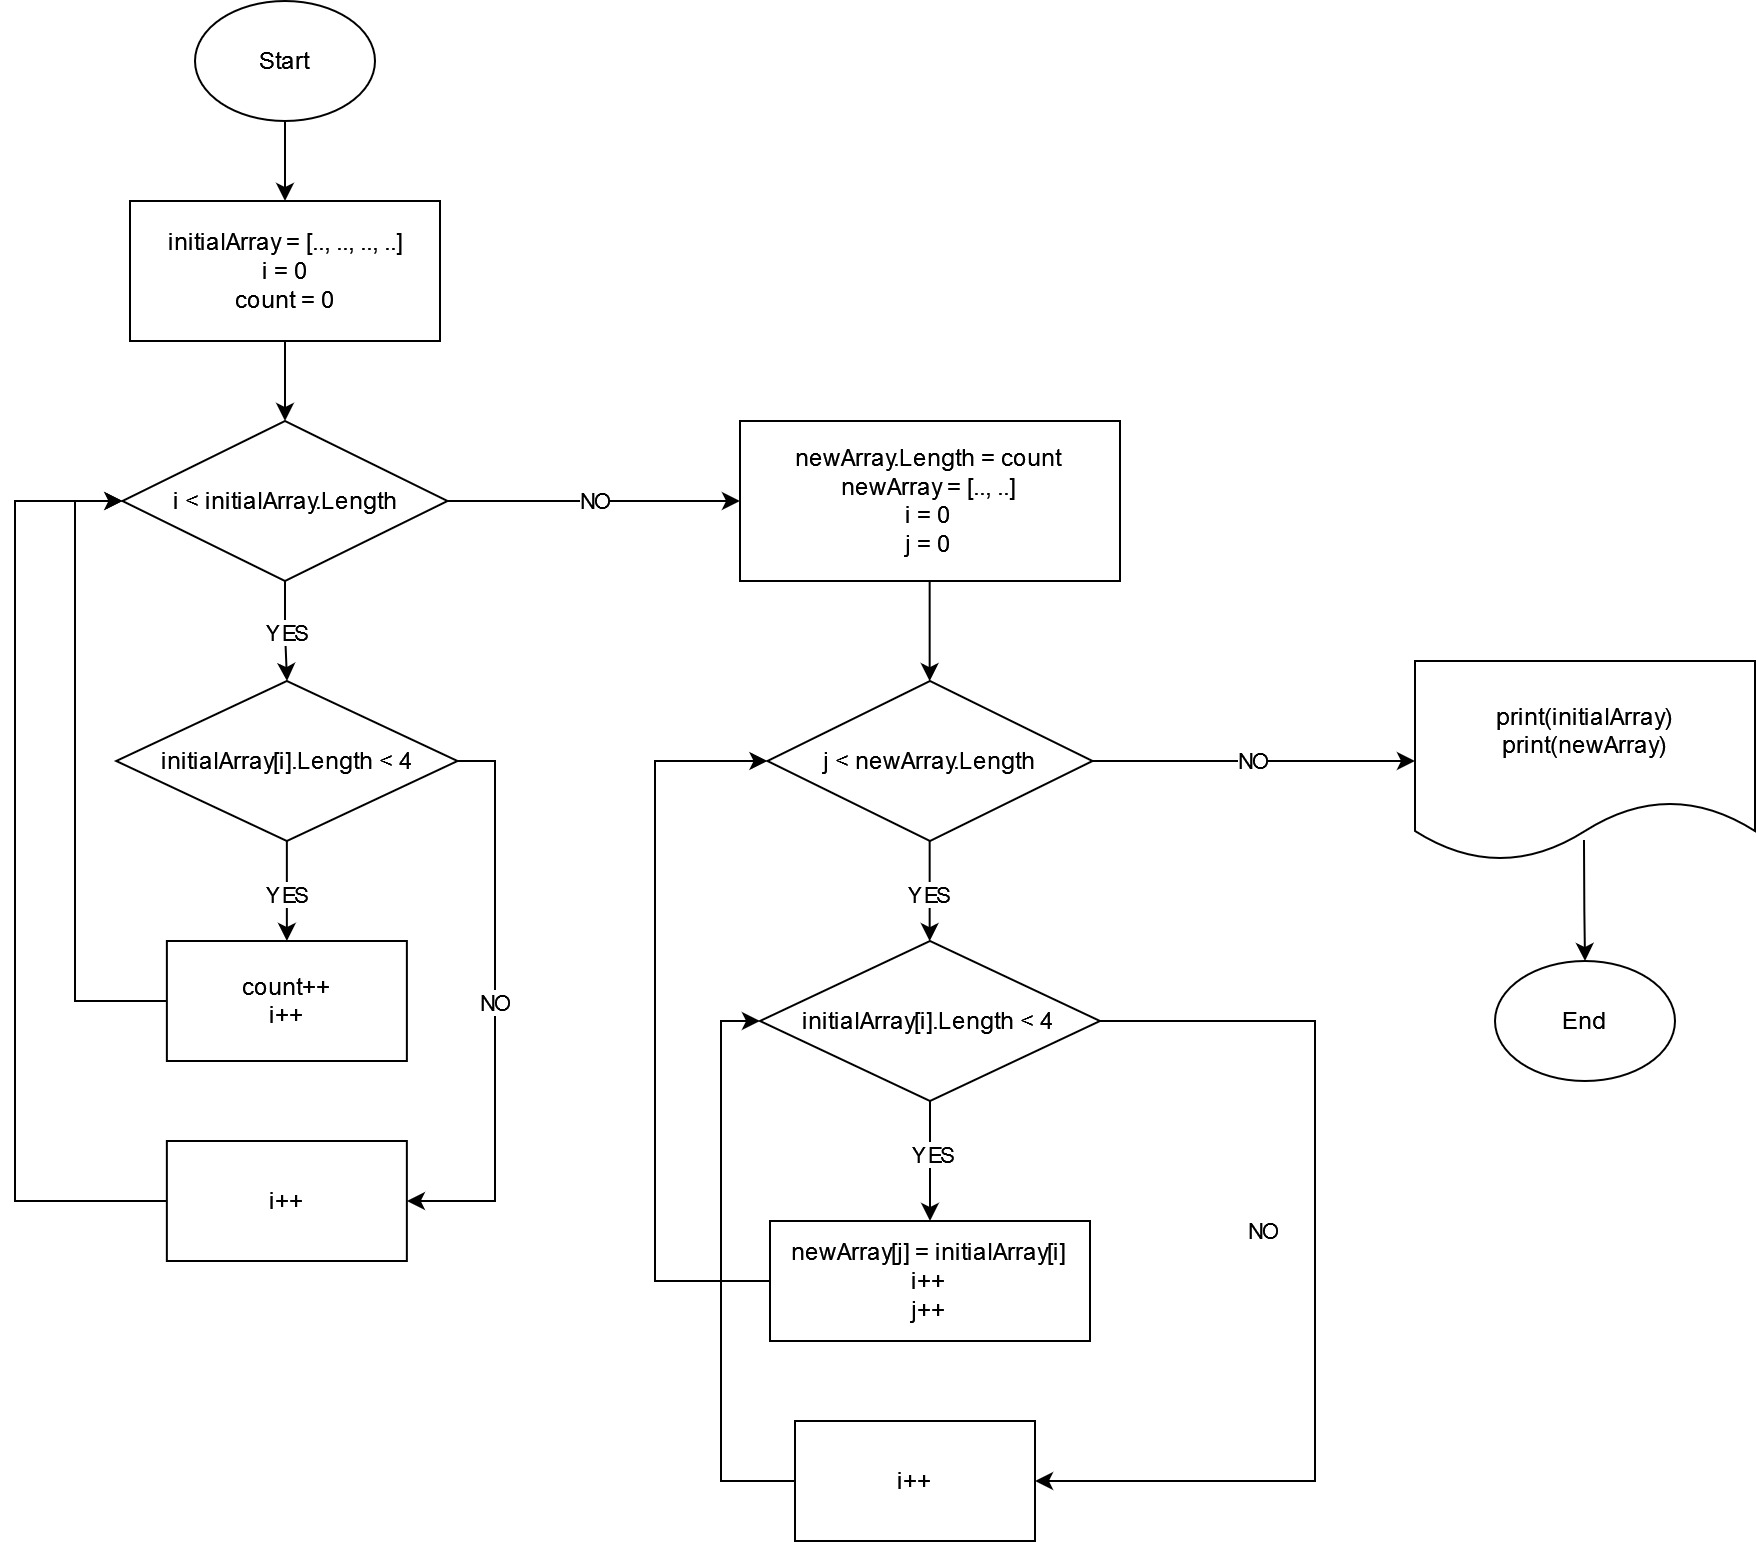 Start
initialArray = [.., .., .., ..]
i = 0
count = 0
i < initialArray.Length
NO
YES
initialArray[i].Length < 4
YES
NO
count++
i++
i++
newArray.Length = count
newArray = [.., ..]
i = 0
j = 0
j < newArray.Length
NO
YES
initialArray[i].Length < 4
YES
NO
newArray[j] = initialArray[i]
i++
j++
i++
print(initialArray)
print(newArray)
End